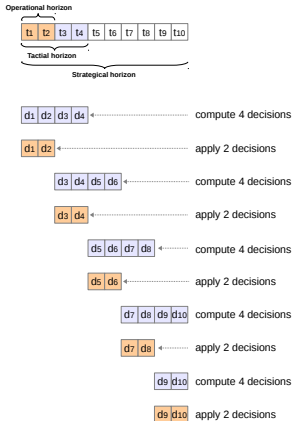 Operational horizon
t1 t2 t3 t4 t5 t6 t7 t8 t9 t10
Tactial horizon
Strategical horizon
d1 d2 d3 d4 compute 4 decisions
d1 d2 apply 2 decisions
d3 d4 d5 d6 compute 4 decisions
d3 d4 apply 2 decisions
d5 d6 d7 d8 compute 4 decisions
d5 d6 apply 2 decisions
d7 d8 d9 d10 compute 4 decisions
d7 d8 apply 2 decisions
d9 d10 compute 4 decisions
d9 d10 apply 2 decisions